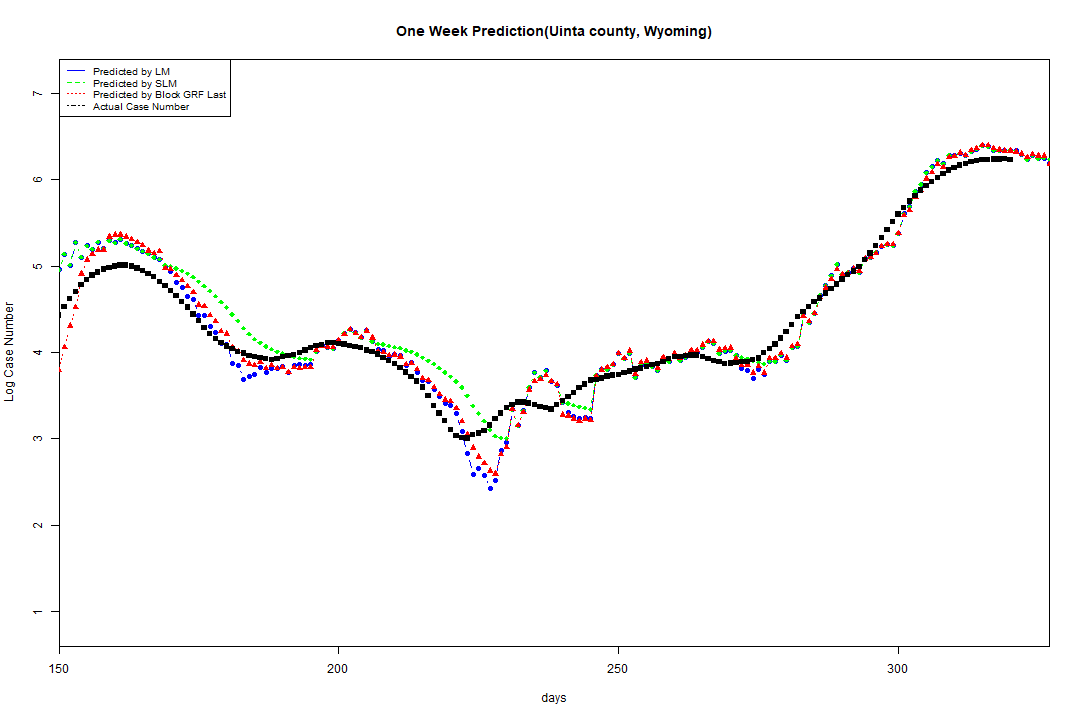 One Week Prediction(Uinta county, Wyoming)
Predicted by LM
Predicted by SLM
Predicted by Block GRF Last
Actual Case Number
7
6
5
4
3
2
1
Log Case Number
150 200 250 300
days